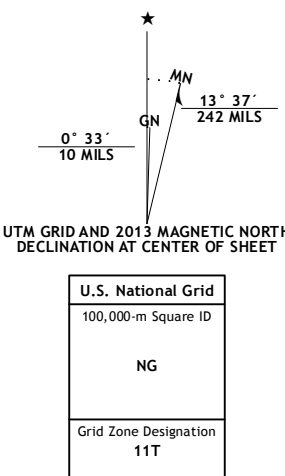 ★
MN
GN
13° 37´
242 MILS
0° 33´
10 MILS
UTM GRID AND 2013 MAGNETIC NORTH
DECLINATION AT CENTER OF SHEET
U.S. National Grid
100,000-m Square ID
NG
Grid Zone Designation
11T